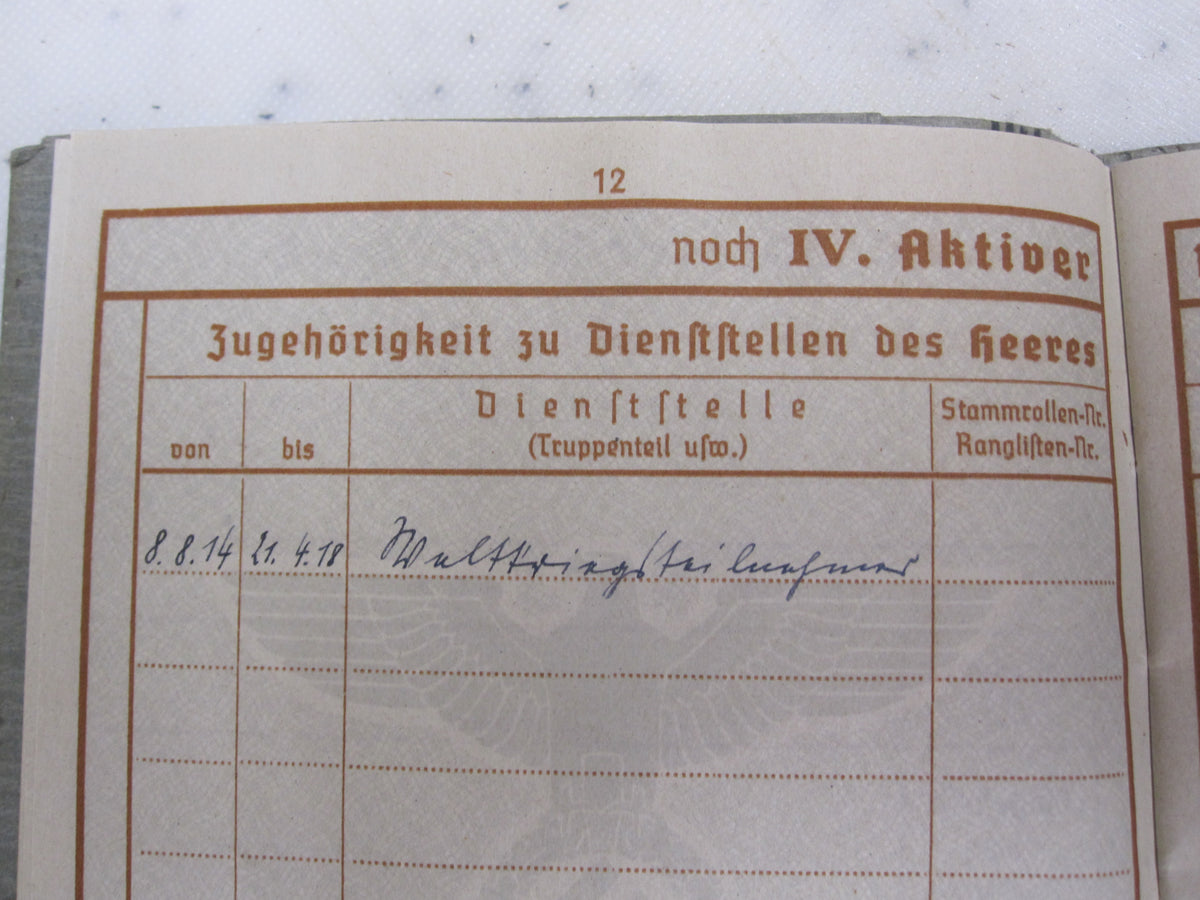 12
noch IV. Aktiver
Zugehörigkeit zu Dienststellen des Heeres
von
bis
Dienststelle
(Truppenteil usw.)
Stammrollen-Nr.
Ranglisten-Nr.
8.8.14 21.4.18 Weltkriegsteilnehmer